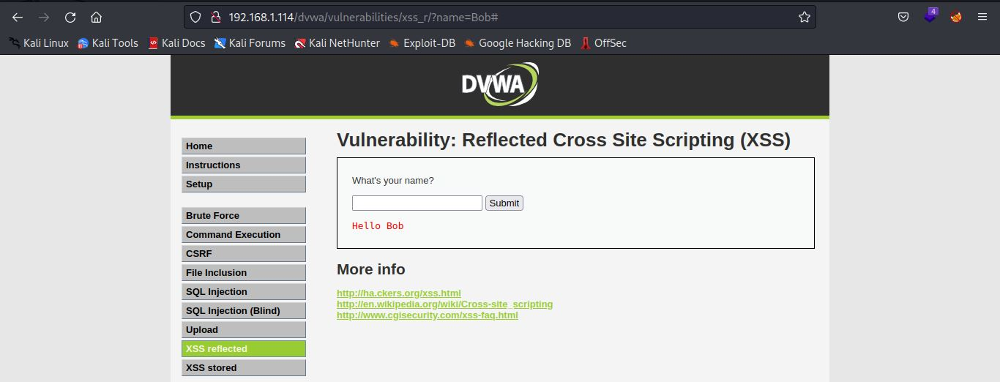 192.168.1.114/dvwa/vulnerabilities/xss_r/?name=Bob#
4
Kali Linux Kali Tools Kali Docs Kali Forums Kali NetHunter Exploit-DB Google Hacking DB OffSec
DVWA
Home
Instructions
Setup
Brute Force
Command Execution
CSRF
File Inclusion
SQL Injection
SQL Injection (Blind)
Upload
XSS reflected
XSS stored
Vulnerability: Reflected Cross Site Scripting (XSS)
What's your name?
Submit
Hello Bob
More info
http://ha.ckers.org/xss.html
http://en.wikipedia.org/wiki/Cross-site_scripting
http://www.cgisecurity.com/xss-faq.html